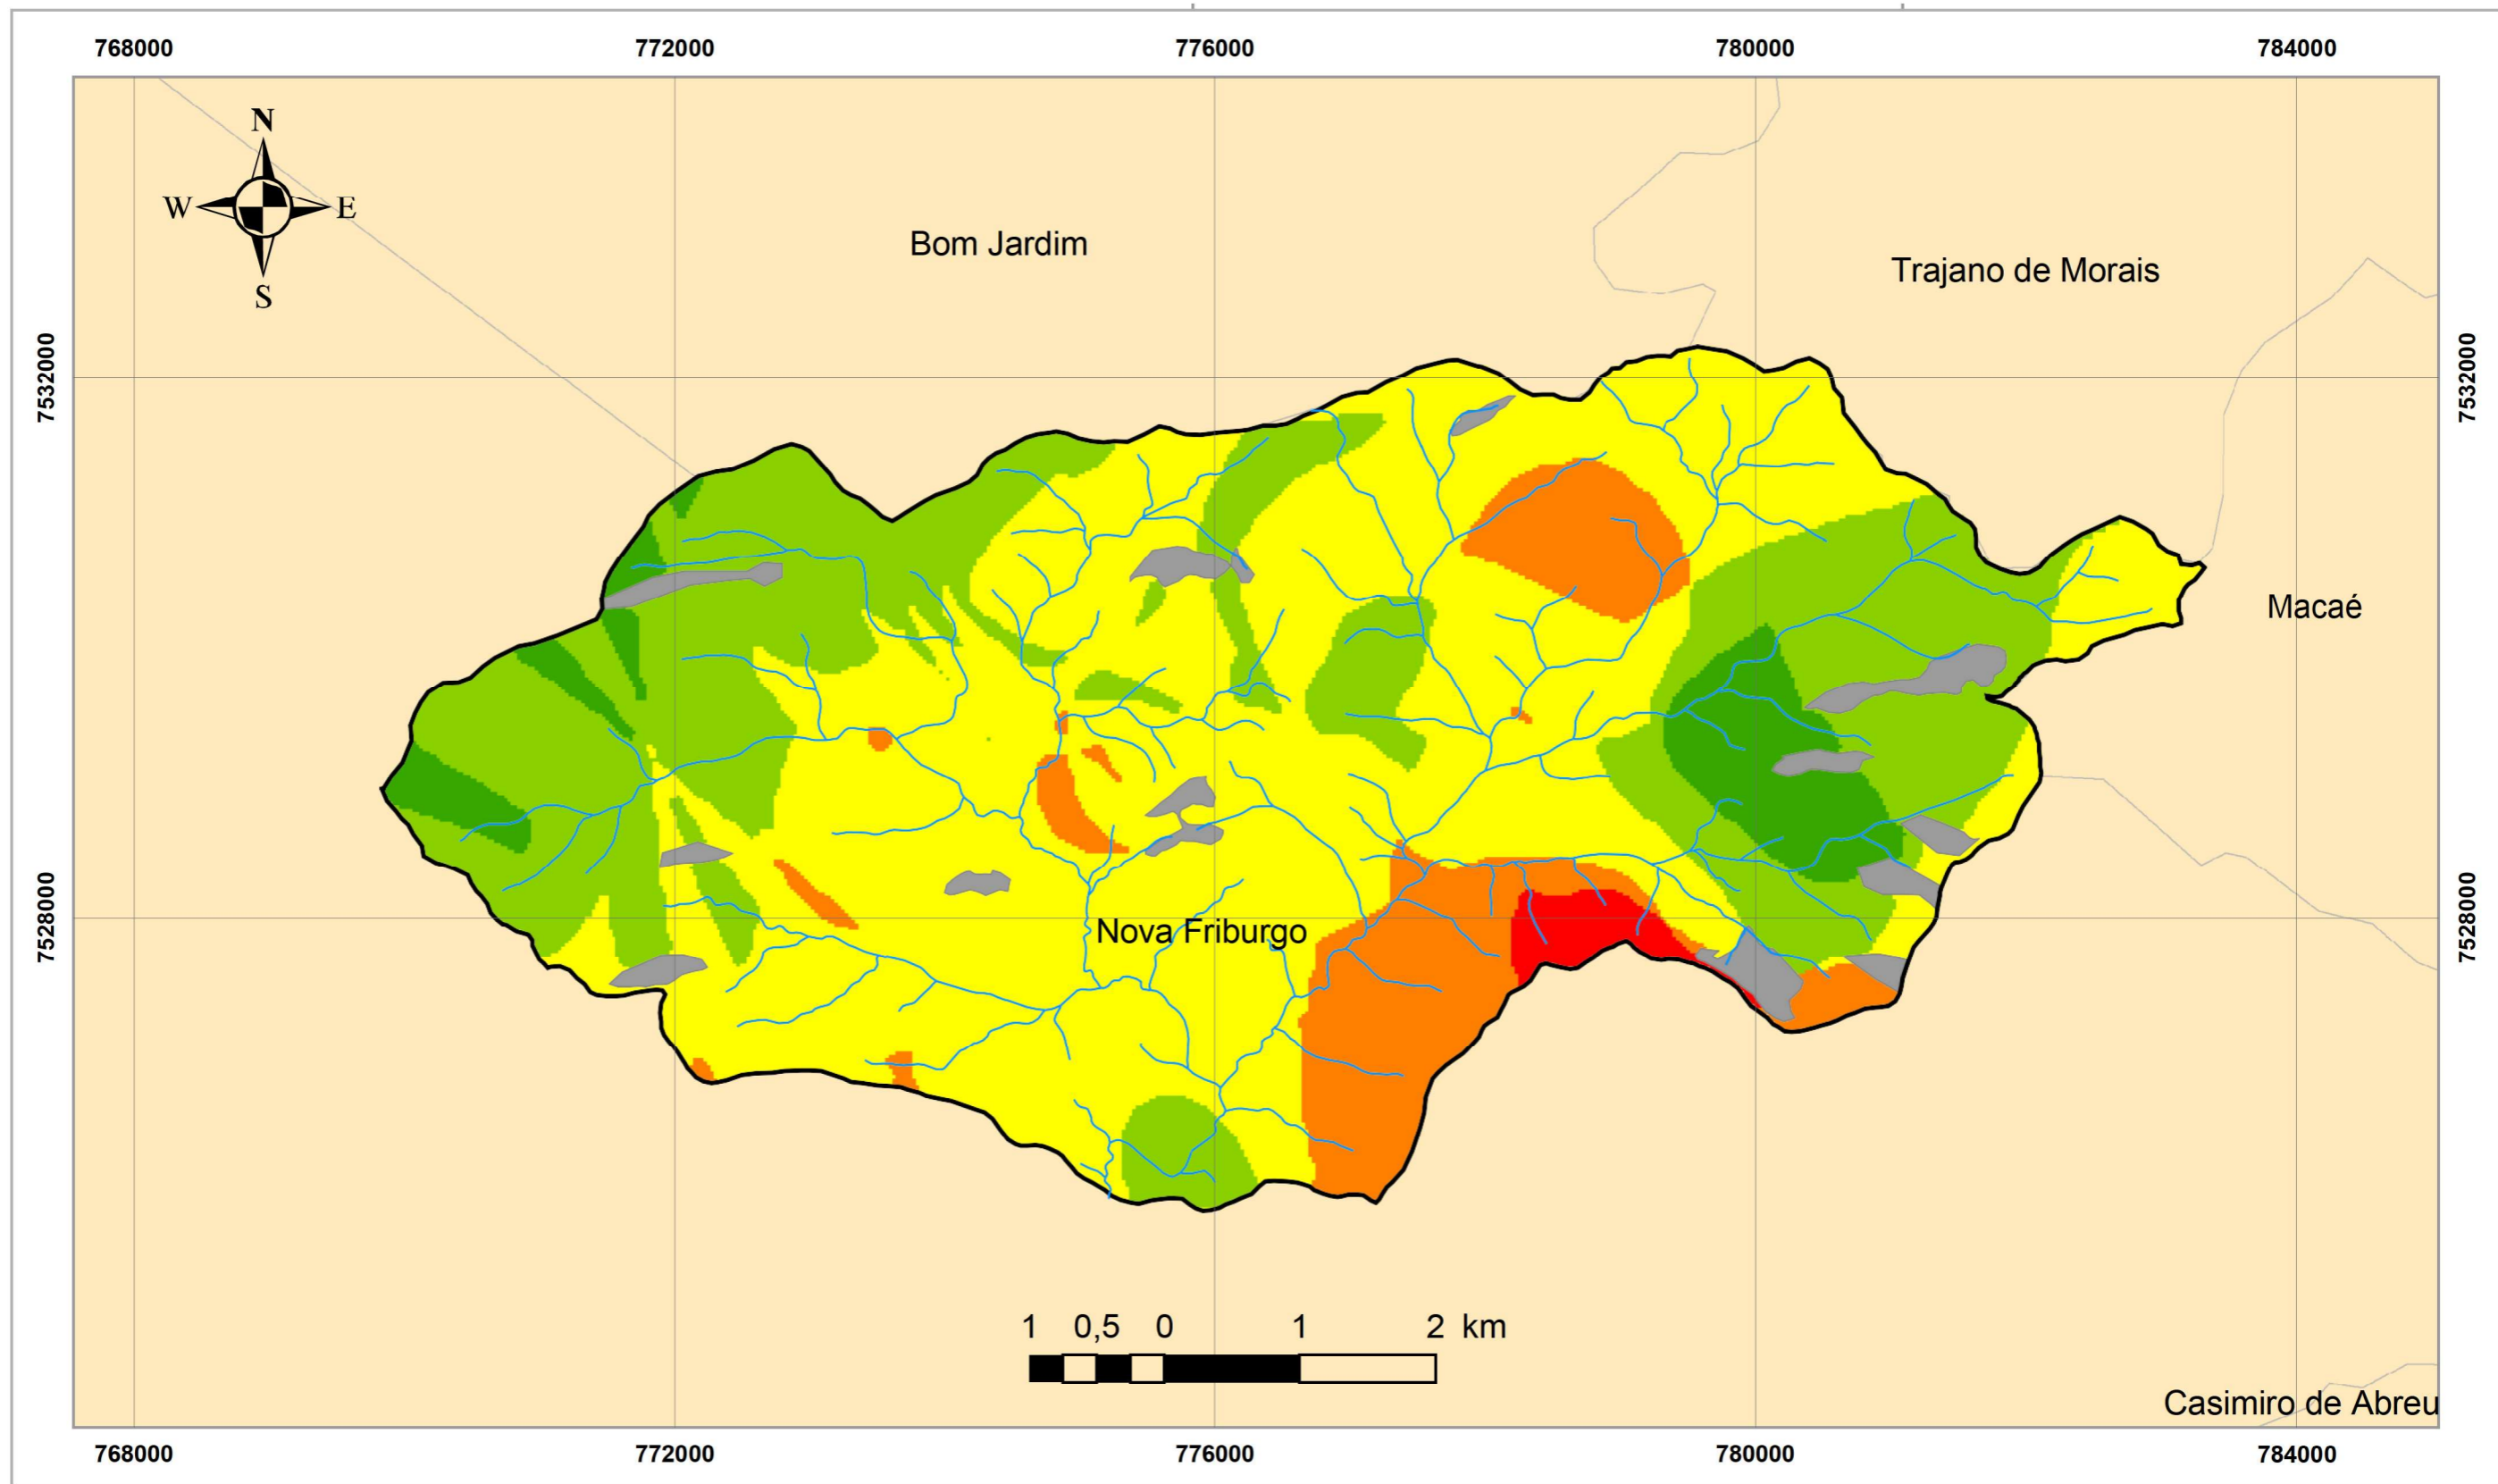 768000 772000 776000 780000 784000
N
W E
S
Bom Jardim
Trajano de Morais
7532000 7532000
Macaé
7528000 7528000
Nova Friburgo
1 0,5 0 1 2 km
Casimiro de Abreu
768000 772000 776000 780000 784000